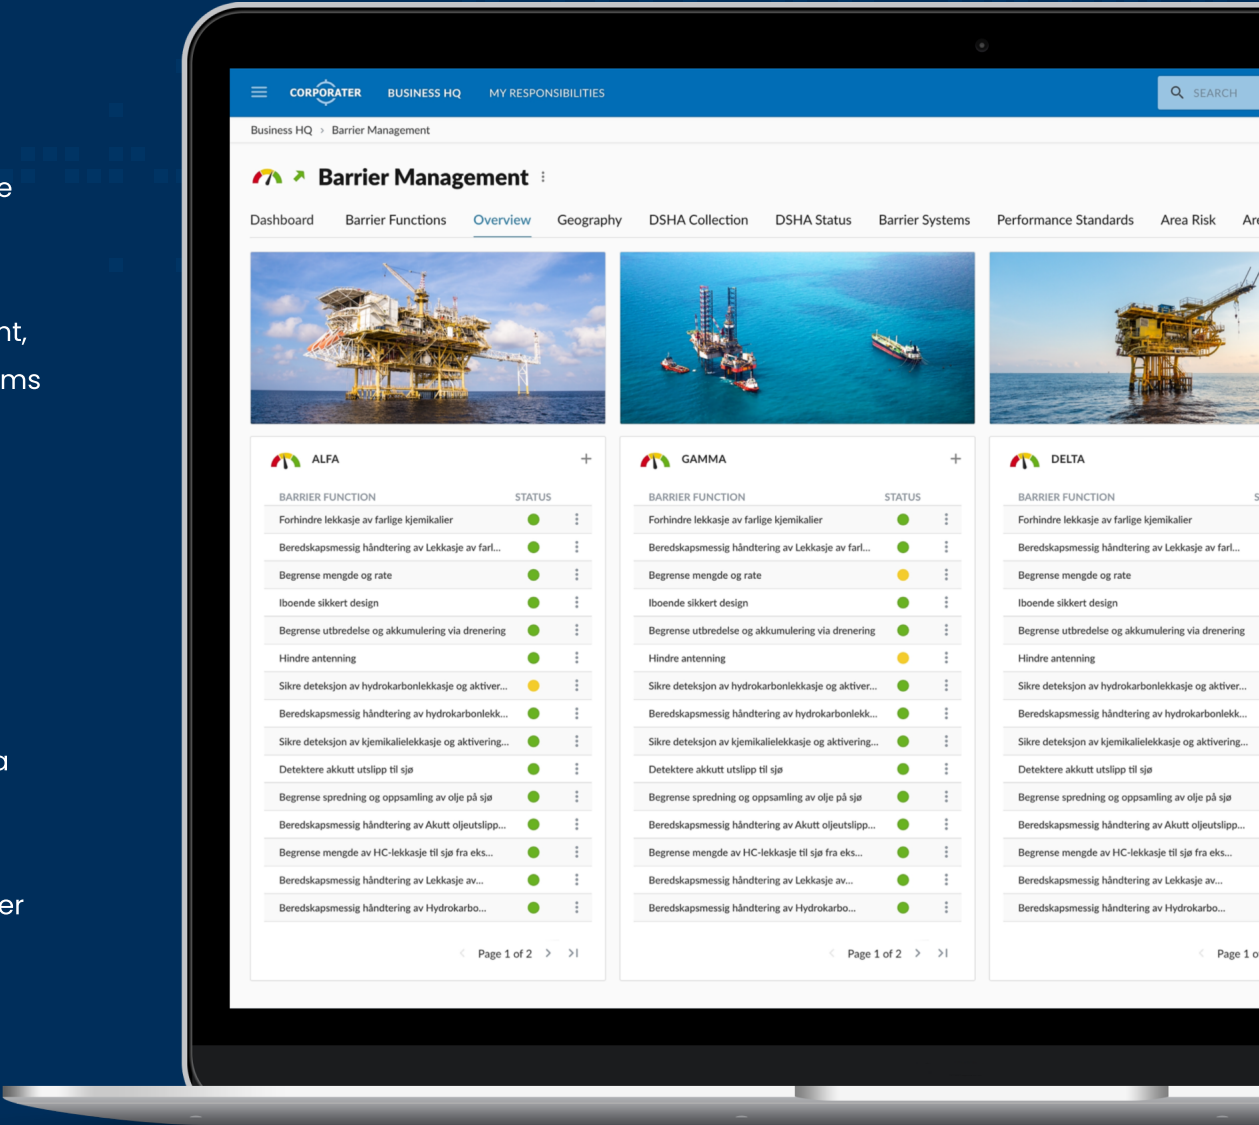 CORPORATER BUSINESS HQ MY RESPONSIBILITIES SEARCH
Business HQ > Barrier Management
Barrier Management
Dashboard Barrier Functions Overview Geography DSHA Collection DSHA Status Barrier Systems Performance Standards Area Risk
ALFA
BARRIER FUNCTION STATUS
Forhindre lekkasje av farlige kjemikalier
Beredskapsmessig håndtering av Lekkasje av farl...
Begrense mengde og rate
Iboende sikkert design
Begrense utbredelse og akkumulering via drenering
Hindre antenning
Sikre deteksjon av hydrokarbonlekkasje og aktiver...
Beredskapsmessig håndtering av hydrokarbonlekk...
Sikre deteksjon av kjemikalielekkasje og aktivering...
Detektere akkutt utslipp til sjø
Begrense spredning og oppsamling av olje på sjø
Beredskapsmessig håndtering av Akutt oljeutslipp...
Begrense mengde av HC-lekkasje til sjø fra eks...
Beredskapsmessig håndtering av Lekkasje av...
Beredskapsmessig håndtering av Hydrokarbo...
Page 1 of 2
GAMMA
BARRIER FUNCTION STATUS
Forhindre lekkasje av farlige kjemikalier
Beredskapsmessig håndtering av Lekkasje av farl...
Begrense mengde og rate
Iboende sikkert design
Begrense utbredelse og akkumulering via drenering
Hindre antenning
Sikre deteksjon av hydrokarbonlekkasje og aktiver...
Beredskapsmessig håndtering av hydrokarbonlekk...
Sikre deteksjon av kjemikalielekkasje og aktivering...
Detektere akkutt utslipp til sjø
Begrense spredning og oppsamling av olje på sjø
Beredskapsmessig håndtering av Akutt oljeutslipp...
Begrense mengde av HC-lekkasje til sjø fra eks...
Beredskapsmessig håndtering av Lekkasje av...
Beredskapsmessig håndtering av Hydrokarbo...
Page 1 of 2
DELTA
BARRIER FUNCTION
Forhindre lekkasje av farlige kjemikalier
Beredskapsmessig håndtering av Lekkasje av farl...
Begrense mengde og rate
Iboende sikkert design
Begrense utbredelse og akkumulering via drenering
Hindre antenning
Sikre deteksjon av hydrokarbonlekkasje og aktiver...
Beredskapsmessig håndtering av hydrokarbonlekk...
Sikre deteksjon av kjemikalielekkasje og aktivering...
Detektere akkutt utslipp til sjø
Begrense spredning og oppsamling av olje på sjø
Beredskapsmessig håndtering av Akutt oljeutslipp...
Begrense mengde av HC-lekkasje til sjø fra eks...
Beredskapsmessig håndtering av Lekkasje av...
Beredskapsmessig håndtering av Hydrokarbo...
Page 1